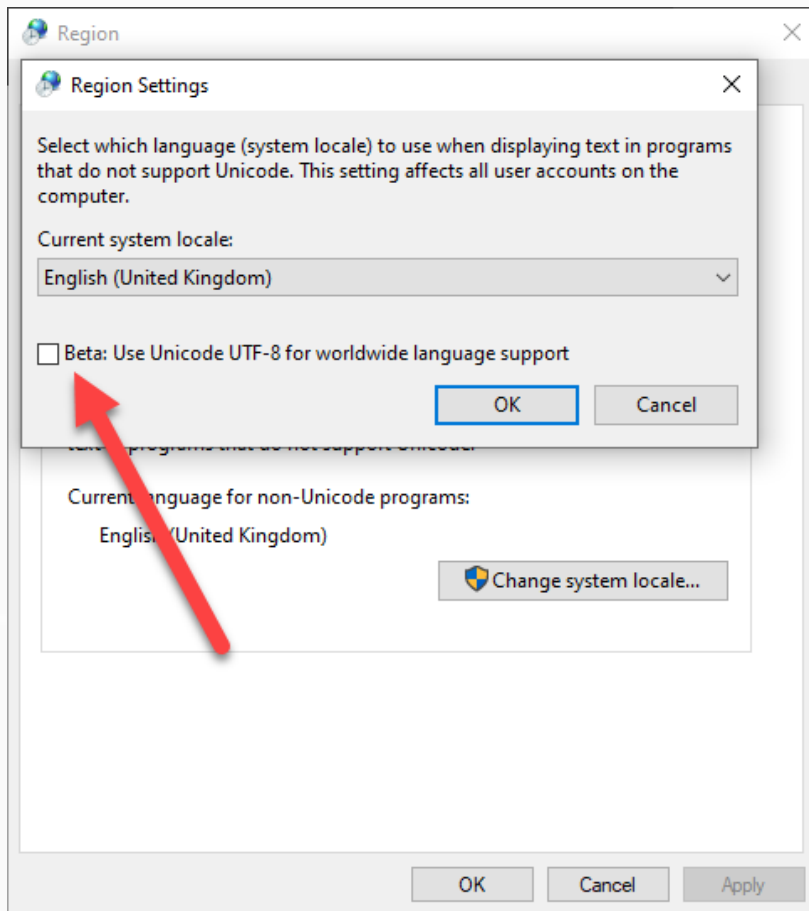 Region
Region Settings
Select which language (system locale) to use when displaying text in programs
that do not support Unicode. This setting affects all user accounts on the
computer.
Current system locale:
English (United Kingdom)
Beta: Use Unicode UTF-8 for worldwide language support
OK Cancel
text in programs that do not support Unicode.
Current language for non-Unicode programs:
English (United Kingdom)
Change system locale...
OK Cancel Apply